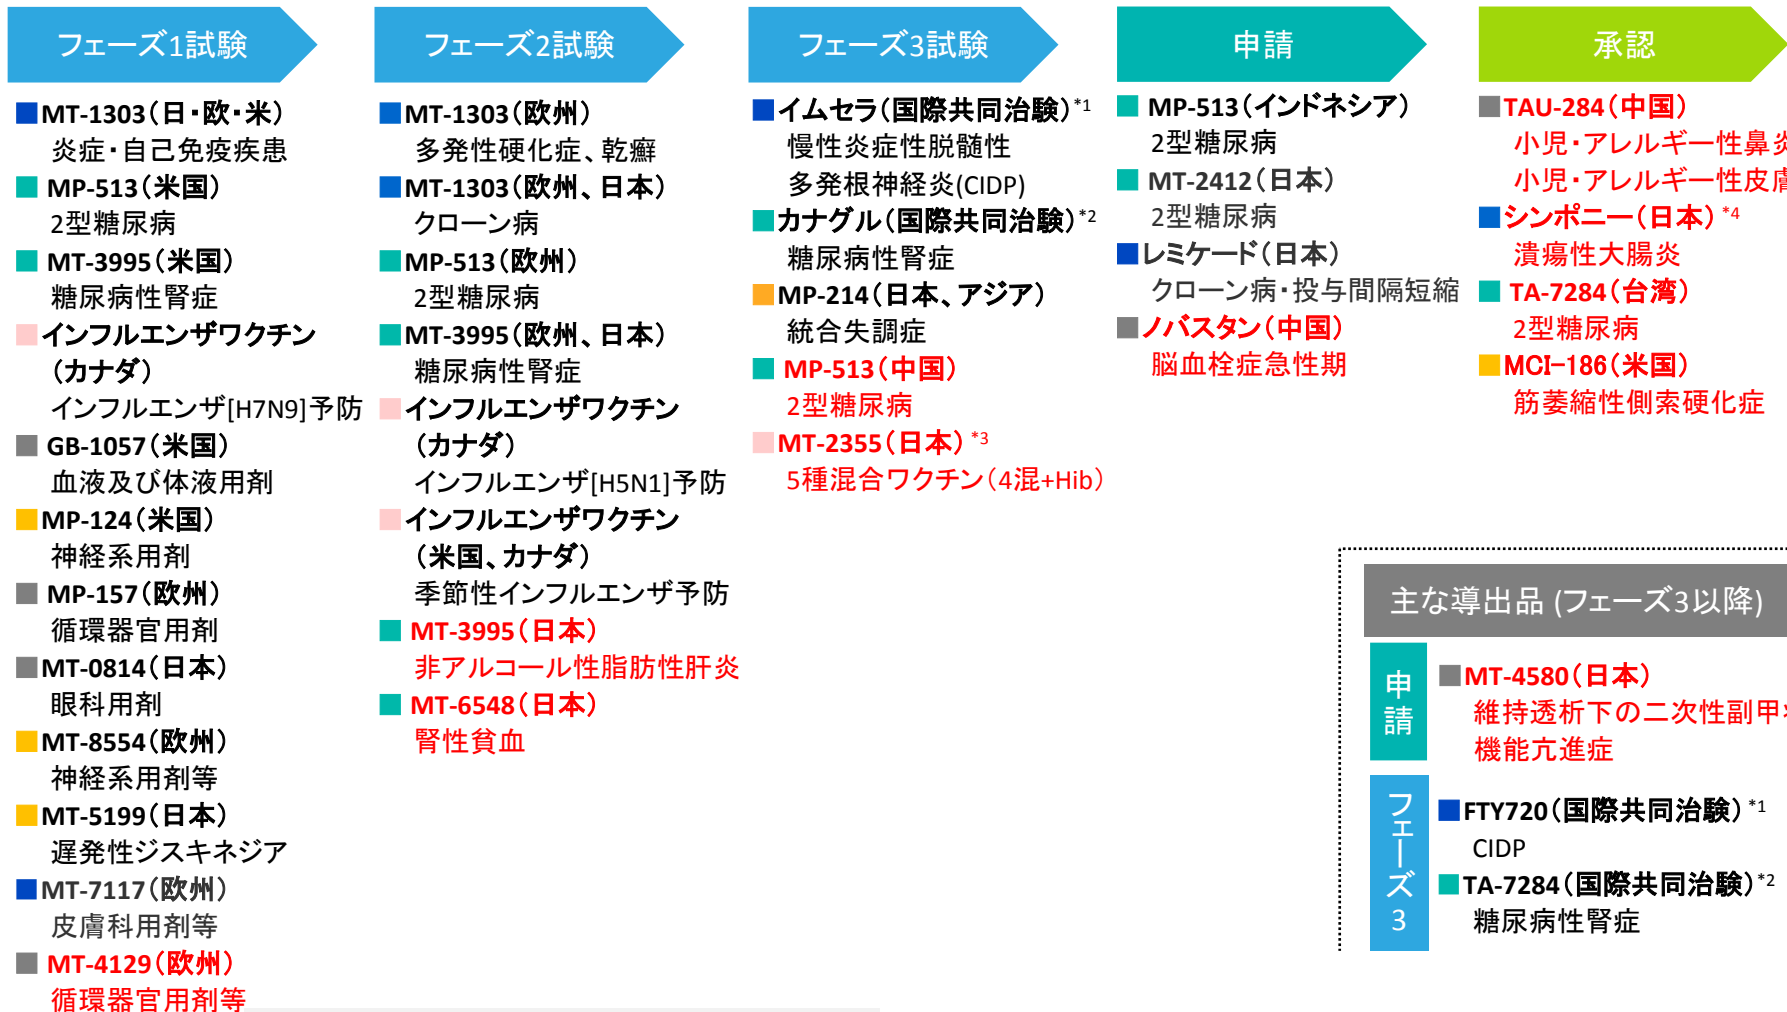 フェーズ1試験
MT-1303（日・欧・米）
炎症・自己免疫疾患
MP-513（米国）
2型糖尿病
MT-3995（米国）
糖尿病性腎症
インフルエンザワクチン
（カナダ）
インフルエンザ[H7N9]予防
GB-1057（米国）
血液及び体液用剤
MP-124（米国）
神経系用剤
MP-157（欧州）
循環器官用剤
MT-0814（日本）
眼科用剤
MT-8554（欧州）
神経系用剤等
MT-5199（日本）
遅発性ジスキネジア
MT-7117（欧州）
皮膚科用剤等
MT-4129（欧州）
循環器官用剤等
フェーズ2試験
MT-1303（欧州）
多発性硬化症、乾癬
MT-1303（欧州、日本）
クローン病
MP-513（欧州）
2型糖尿病
MT-3995（欧州、日本）
糖尿病性腎症
インフルエンザワクチン
（カナダ）
インフルエンザ[H5N1]予防
インフルエンザワクチン
（米国、カナダ）
季節性インフルエンザ予防
MT-3995（日本）
非アルコール性脂肪性肝炎
MT-6548（日本）
腎性貧血
フェーズ3試験
イムセラ（国際共同治験）*1
慢性炎症性脱髄性
多発根神経炎(CIDP)
カナグル（国際共同治験）*2
糖尿病性腎症
MP-214（日本、アジア）
統合失調症
MP-513（中国）
2型糖尿病
MT-2355（日本）*3
5種混合ワクチン（4混+Hib）
申請
MP-513（インドネシア）
2型糖尿病
MT-2412（日本）
2型糖尿病
レミケード（日本）
クローン病・投与間隔短縮
ノバスタン（中国）
脳血栓症急性期
承認
TAU-284（中国）
小児・アレルギー性鼻炎
小児・アレルギー性皮膚
シンポニー（日本）*4
潰瘍性大腸炎
TA-7284（台湾）
2型糖尿病
MCI-186（米国）
筋萎縮性側索硬化症
主な導出品 (フェーズ3以降)
申請
MT-4580（日本）
維持透析下の二次性副甲
機能亢進症
フェーズ3
FTY720（国際共同治験）*1
CIDP
TA-7284（国際共同治験）*2
糖尿病性腎症